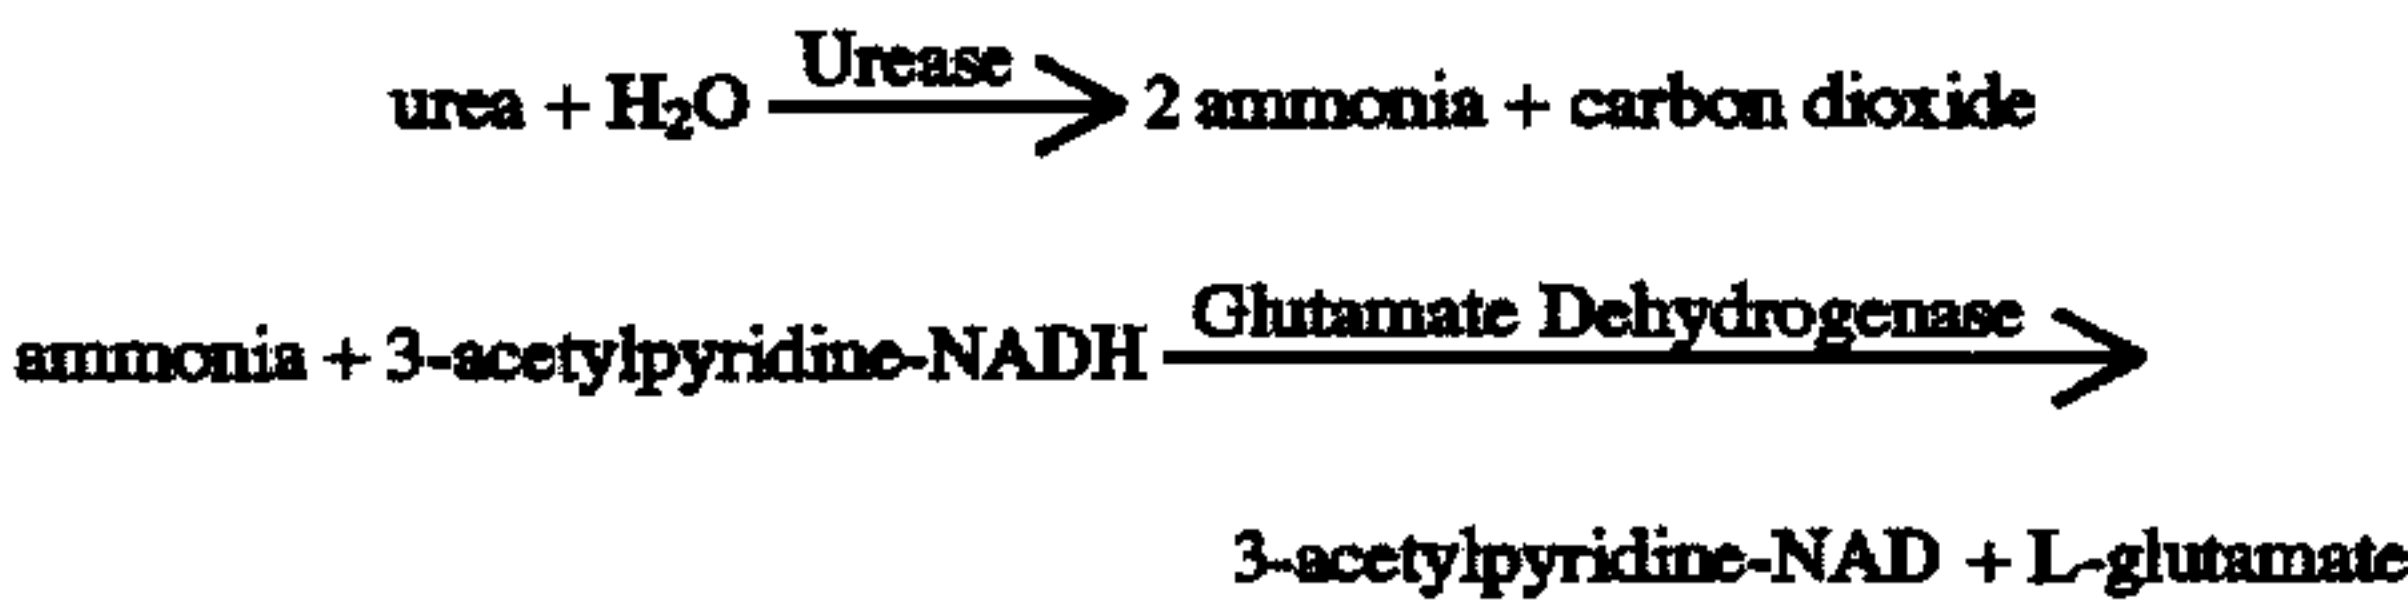 Urease
urea + H₂O ⟶ 2 ammonia + carbon dioxide
Glutamate Dehydrogenase
ammonia + 3-acetylpyridine-NADH ⟶
3-acetylpyridine-NAD + L-glutamate